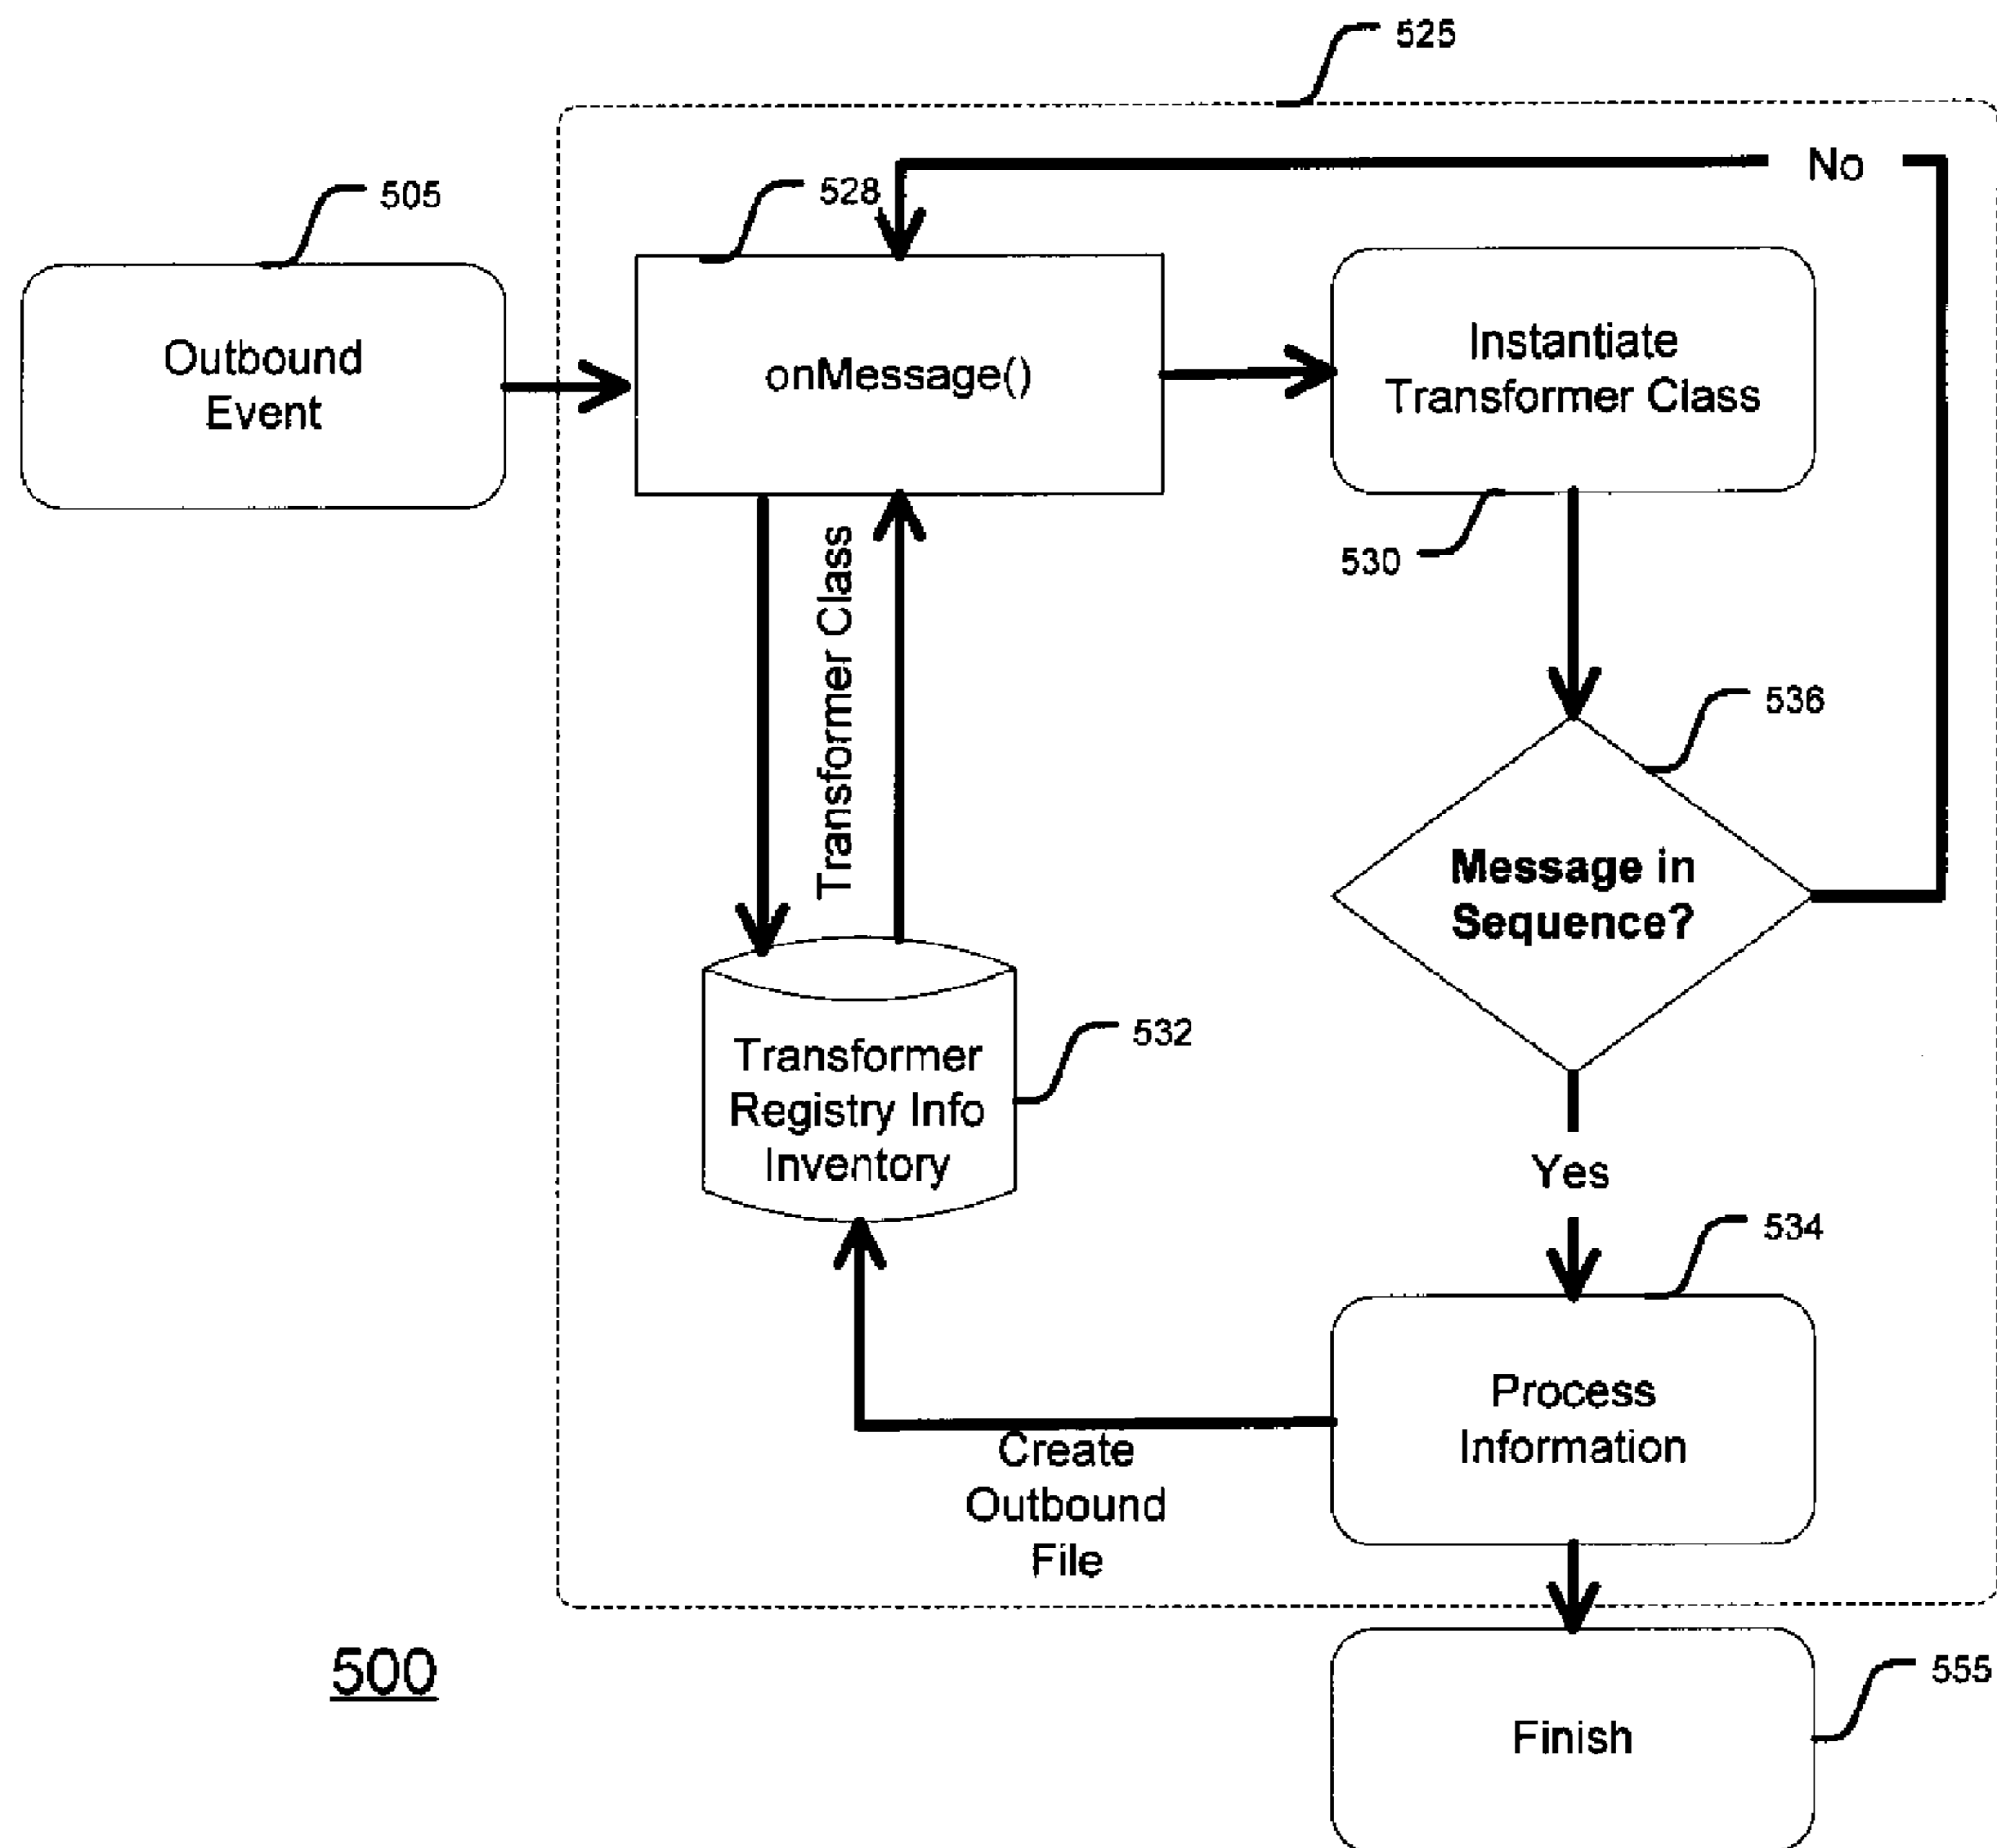 525
No
505
528
Outbound
Event
onMessage()
Instantiate
Transformer Class
530
Transformer Class
536
Message in
Sequence?
532
Transformer
Registry Info
Inventory
Yes
534
Process
Information
Create
Outbound
File
500
555
Finish